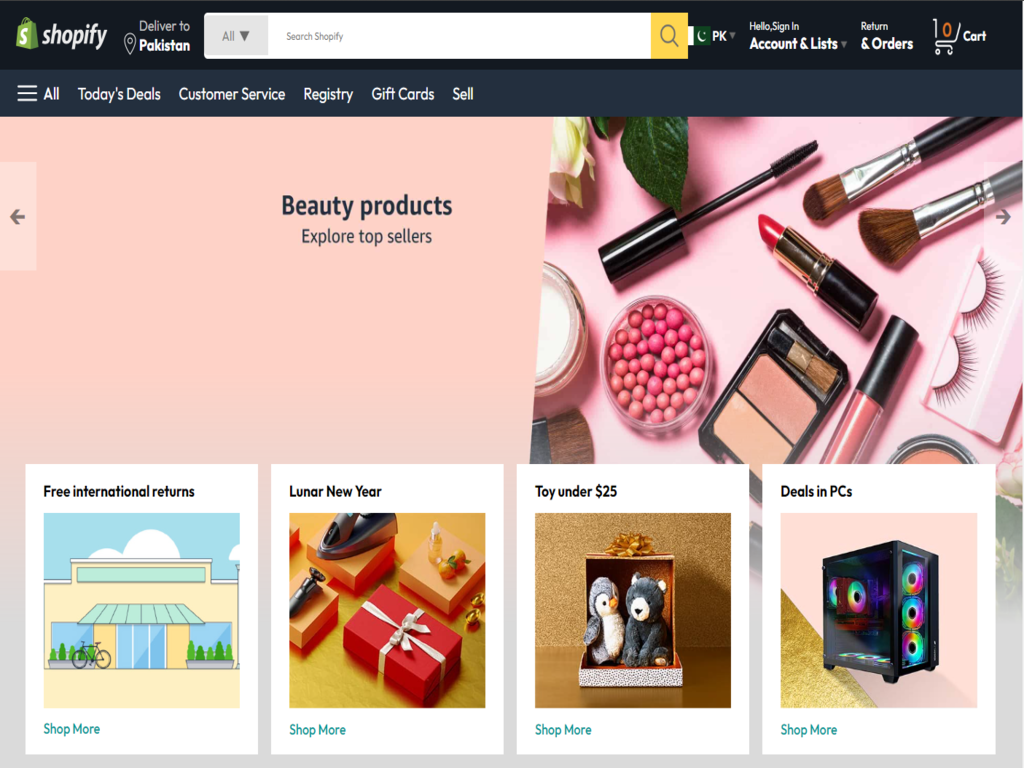 shopify
Deliver to
Pakistan
All ▼
Search Shopify
PK ▼
Hello,Sign In
Account & Lists ▼
Return
& Orders
0
Cart
All
Today's Deals
Customer Service
Registry
Gift Cards
Sell
Beauty products
Explore top sellers
Free international returns
Lunar New Year
Toy under $25
Deals in PCs
Shop More
Shop More
Shop More
Shop More